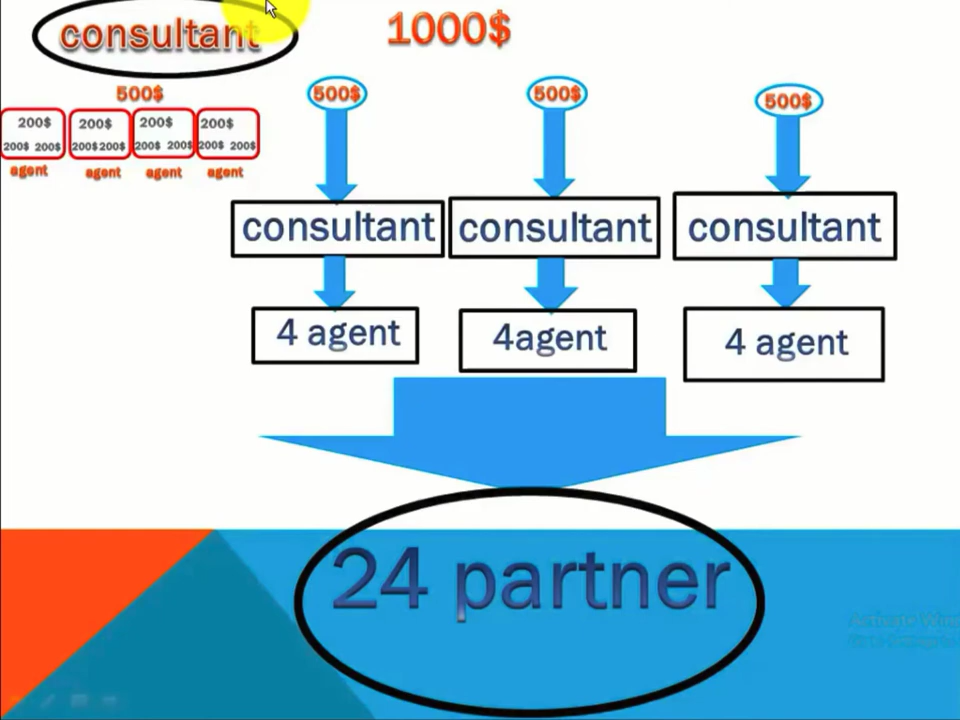 consultant
1000$
500$
200$ 200$ 200$ 200$
200$ 200$ 200$ 200$ 200$ 200$ 200$ 200$
agent agent agent agent
500$ 500$ 500$
consultant consultant consultant
4 agent 4agent 4 agent
24 partner